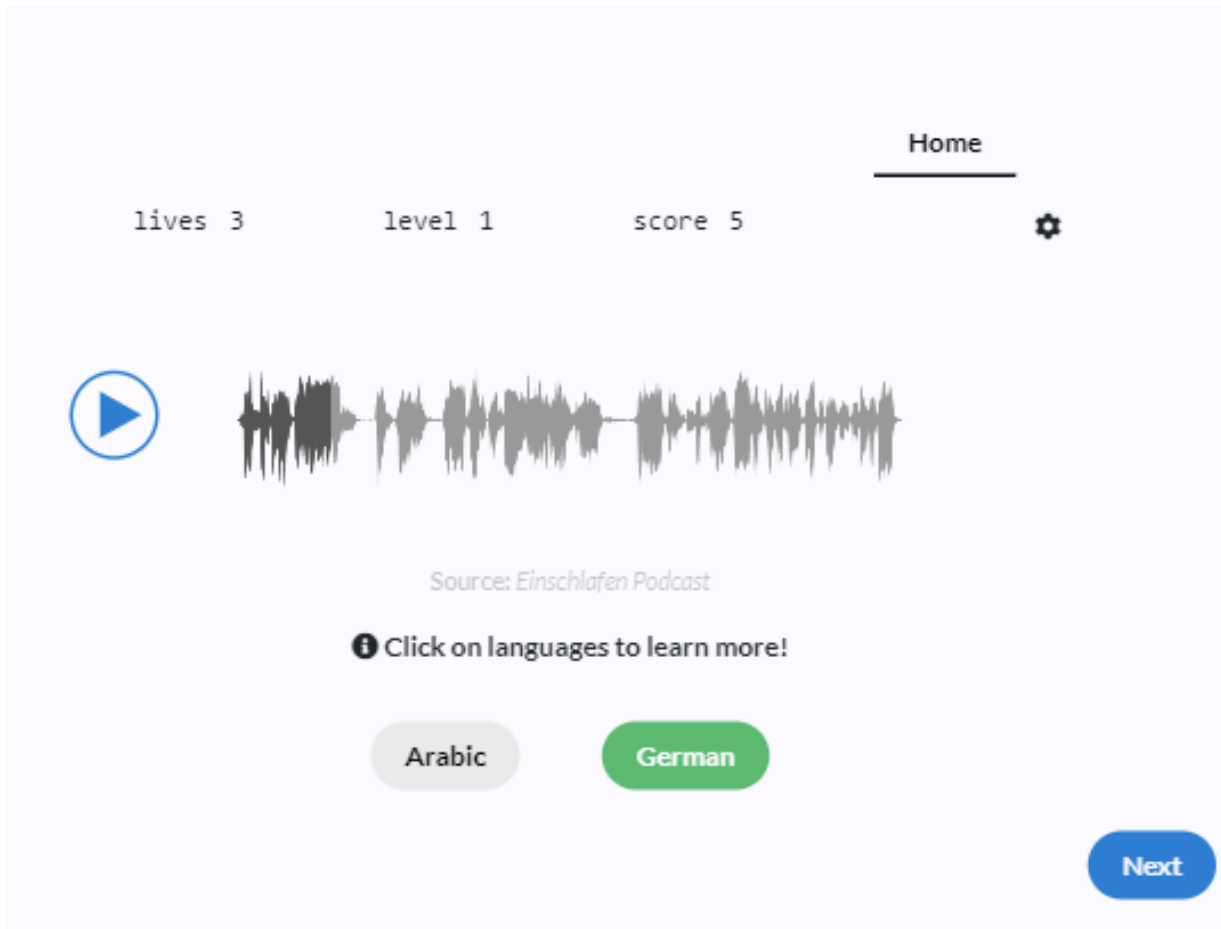 Home
lives 3 level 1 score 5
Source: Einschlafen Podcast
Click on languages to learn more!
Arabic German
Next